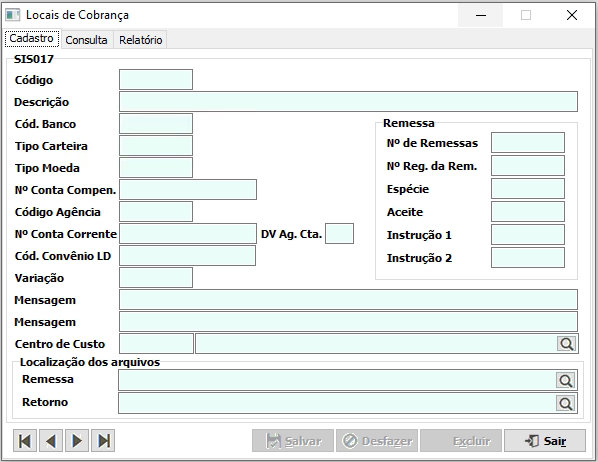 Locais de Cobrança
Cadastro Consulta Relatório
SIS017
Código
Descrição
Cód. Banco
Tipo Carteira
Tipo Moeda
Nº Conta Compen.
Código Agência
Nº Conta Corrente DV Ag. Cta.
Cód. Convênio LD
Variação
Mensagem
Mensagem
Centro de Custo
Remessa
Nº de Remessas
Nº Reg. da Rem.
Espécie
Aceite
Instrução 1
Instrução 2
Localização dos arquivos
Remessa
Retorno
Salvar Desfazer Excluir Sair